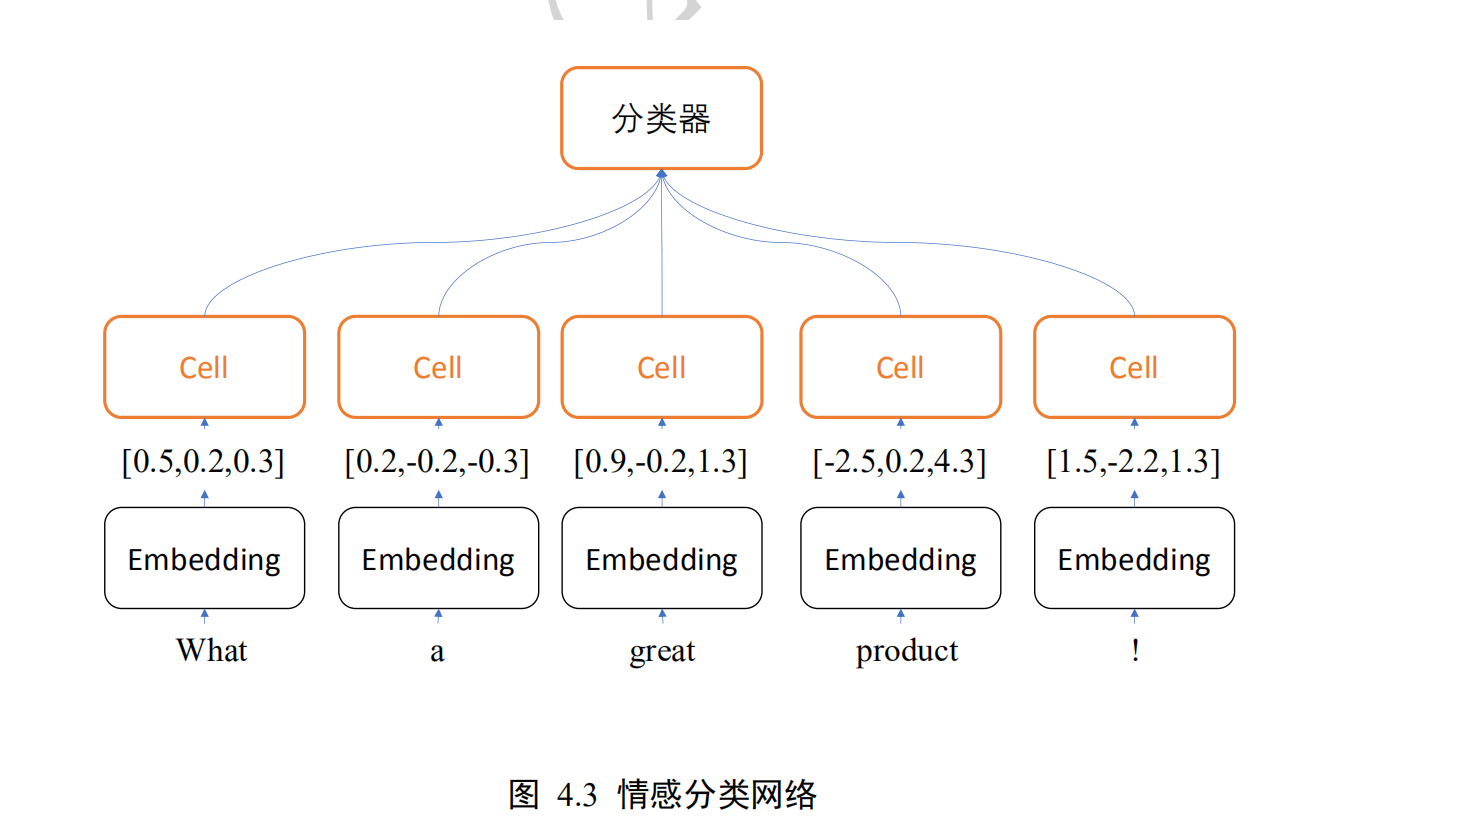 分类器
Cell Cell Cell Cell Cell
[0.5,0.2,0.3] [0.2,-0.2,-0.3] [0.9,-0.2,1.3] [-2.5,0.2,4.3] [1.5,-2.2,1.3]
Embedding Embedding Embedding Embedding Embedding
What a great product !
图 4.3 情感分类网络